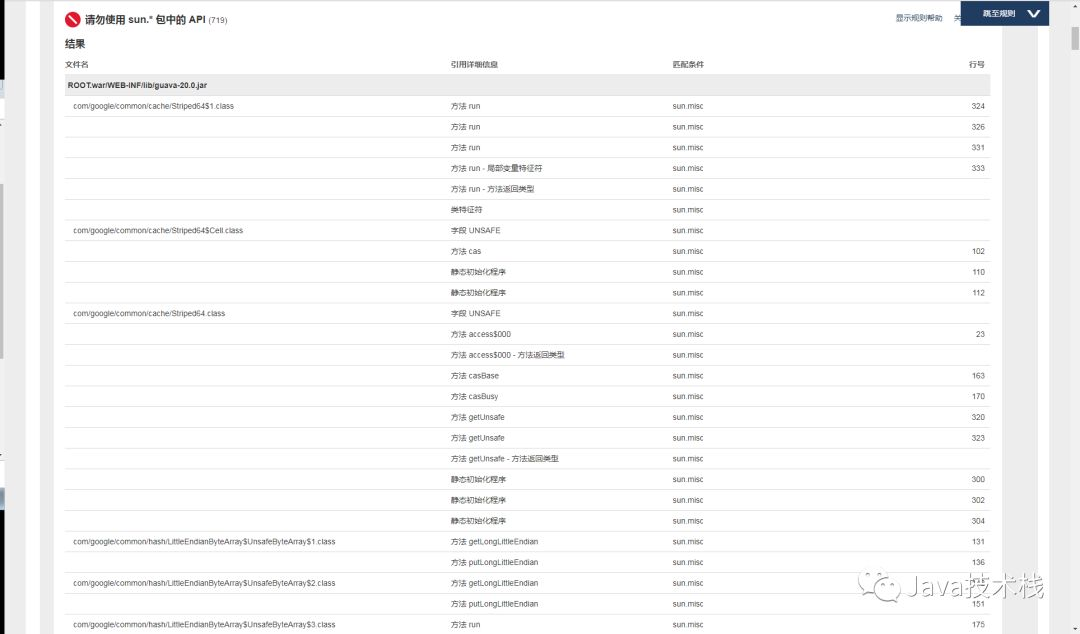 请勿使用 sun.* 包中的 API (719)
显示规则帮助 关
跳至规则
结果
文件名 引用详细信息 匹配条件 行号
ROOT.war/WEB-INF/lib/guava-20.0.jar
com/google/common/cache/Striped64$1.class 方法 run sun.misc 324
方法 run sun.misc 326
方法 run sun.misc 331
方法 run - 局部变量特征符 sun.misc 333
方法 run - 方法返回类型 sun.misc
类特征符 sun.misc
com/google/common/cache/Striped64$Cell.class 字段 UNSAFE sun.misc
方法 cas sun.misc 102
静态初始化程序 sun.misc 110
静态初始化程序 sun.misc 112
com/google/common/cache/Striped64.class 字段 UNSAFE sun.misc
方法 access$000 sun.misc 23
方法 access$000 - 方法返回类型 sun.misc
方法 casBase sun.misc 163
方法 casBusy sun.misc 170
方法 getUnsafe sun.misc 320
方法 getUnsafe sun.misc 323
方法 getUnsafe - 方法返回类型 sun.misc
静态初始化程序 sun.misc 300
静态初始化程序 sun.misc 302
静态初始化程序 sun.misc 304
com/google/common/hash/LittleEndianByteArray$UnsafeByteArray$1.class 方法 getLongLittleEndian sun.misc 131
方法 putLongLittleEndian sun.misc 136
com/google/common/hash/LittleEndianByteArray$UnsafeByteArray$2.class 方法 getLongLittleEndian sun.misc
Java技术栈
方法 putLongLittleEndian sun.misc 151
com/google/common/hash/LittleEndianByteArray$UnsafeByteArray$3.class 方法 run sun.misc 175